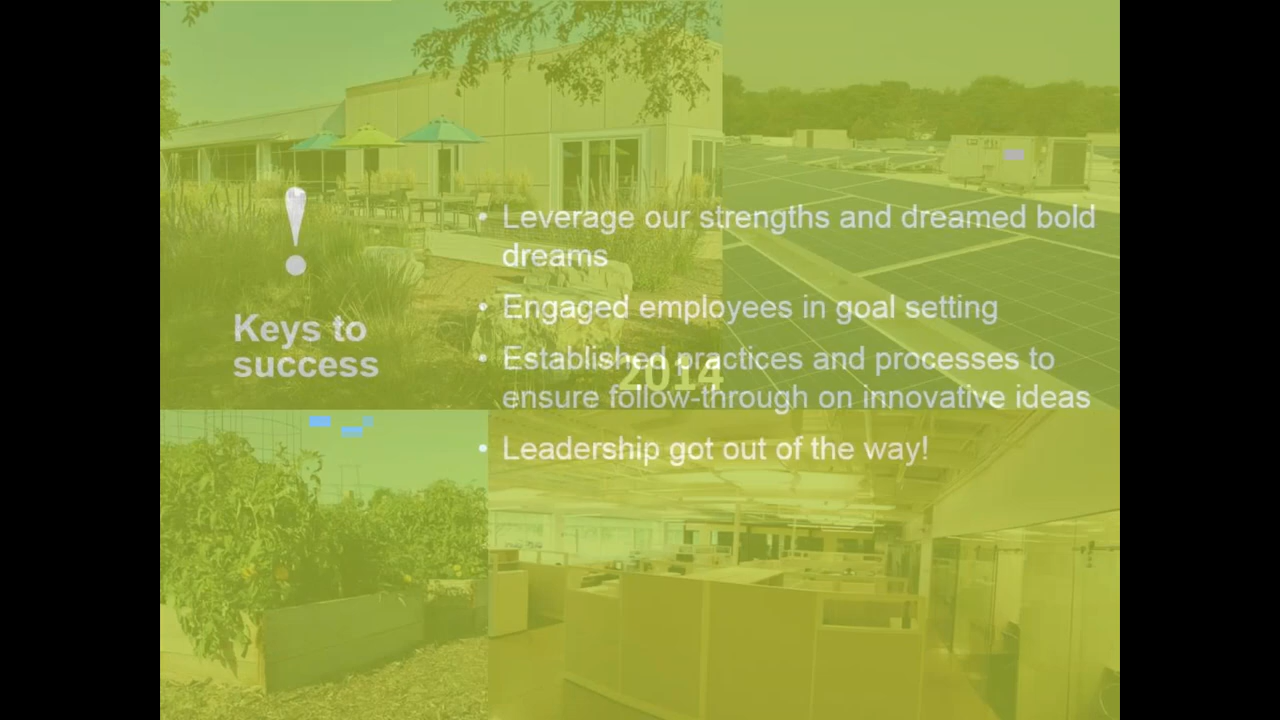 !
Keys to
success
• Leverage our strengths and dreamed bold
dreams
• Engaged employees in goal setting
• Established practices and processes to
ensure follow-through on innovative ideas
• Leadership got out of the way!
2014